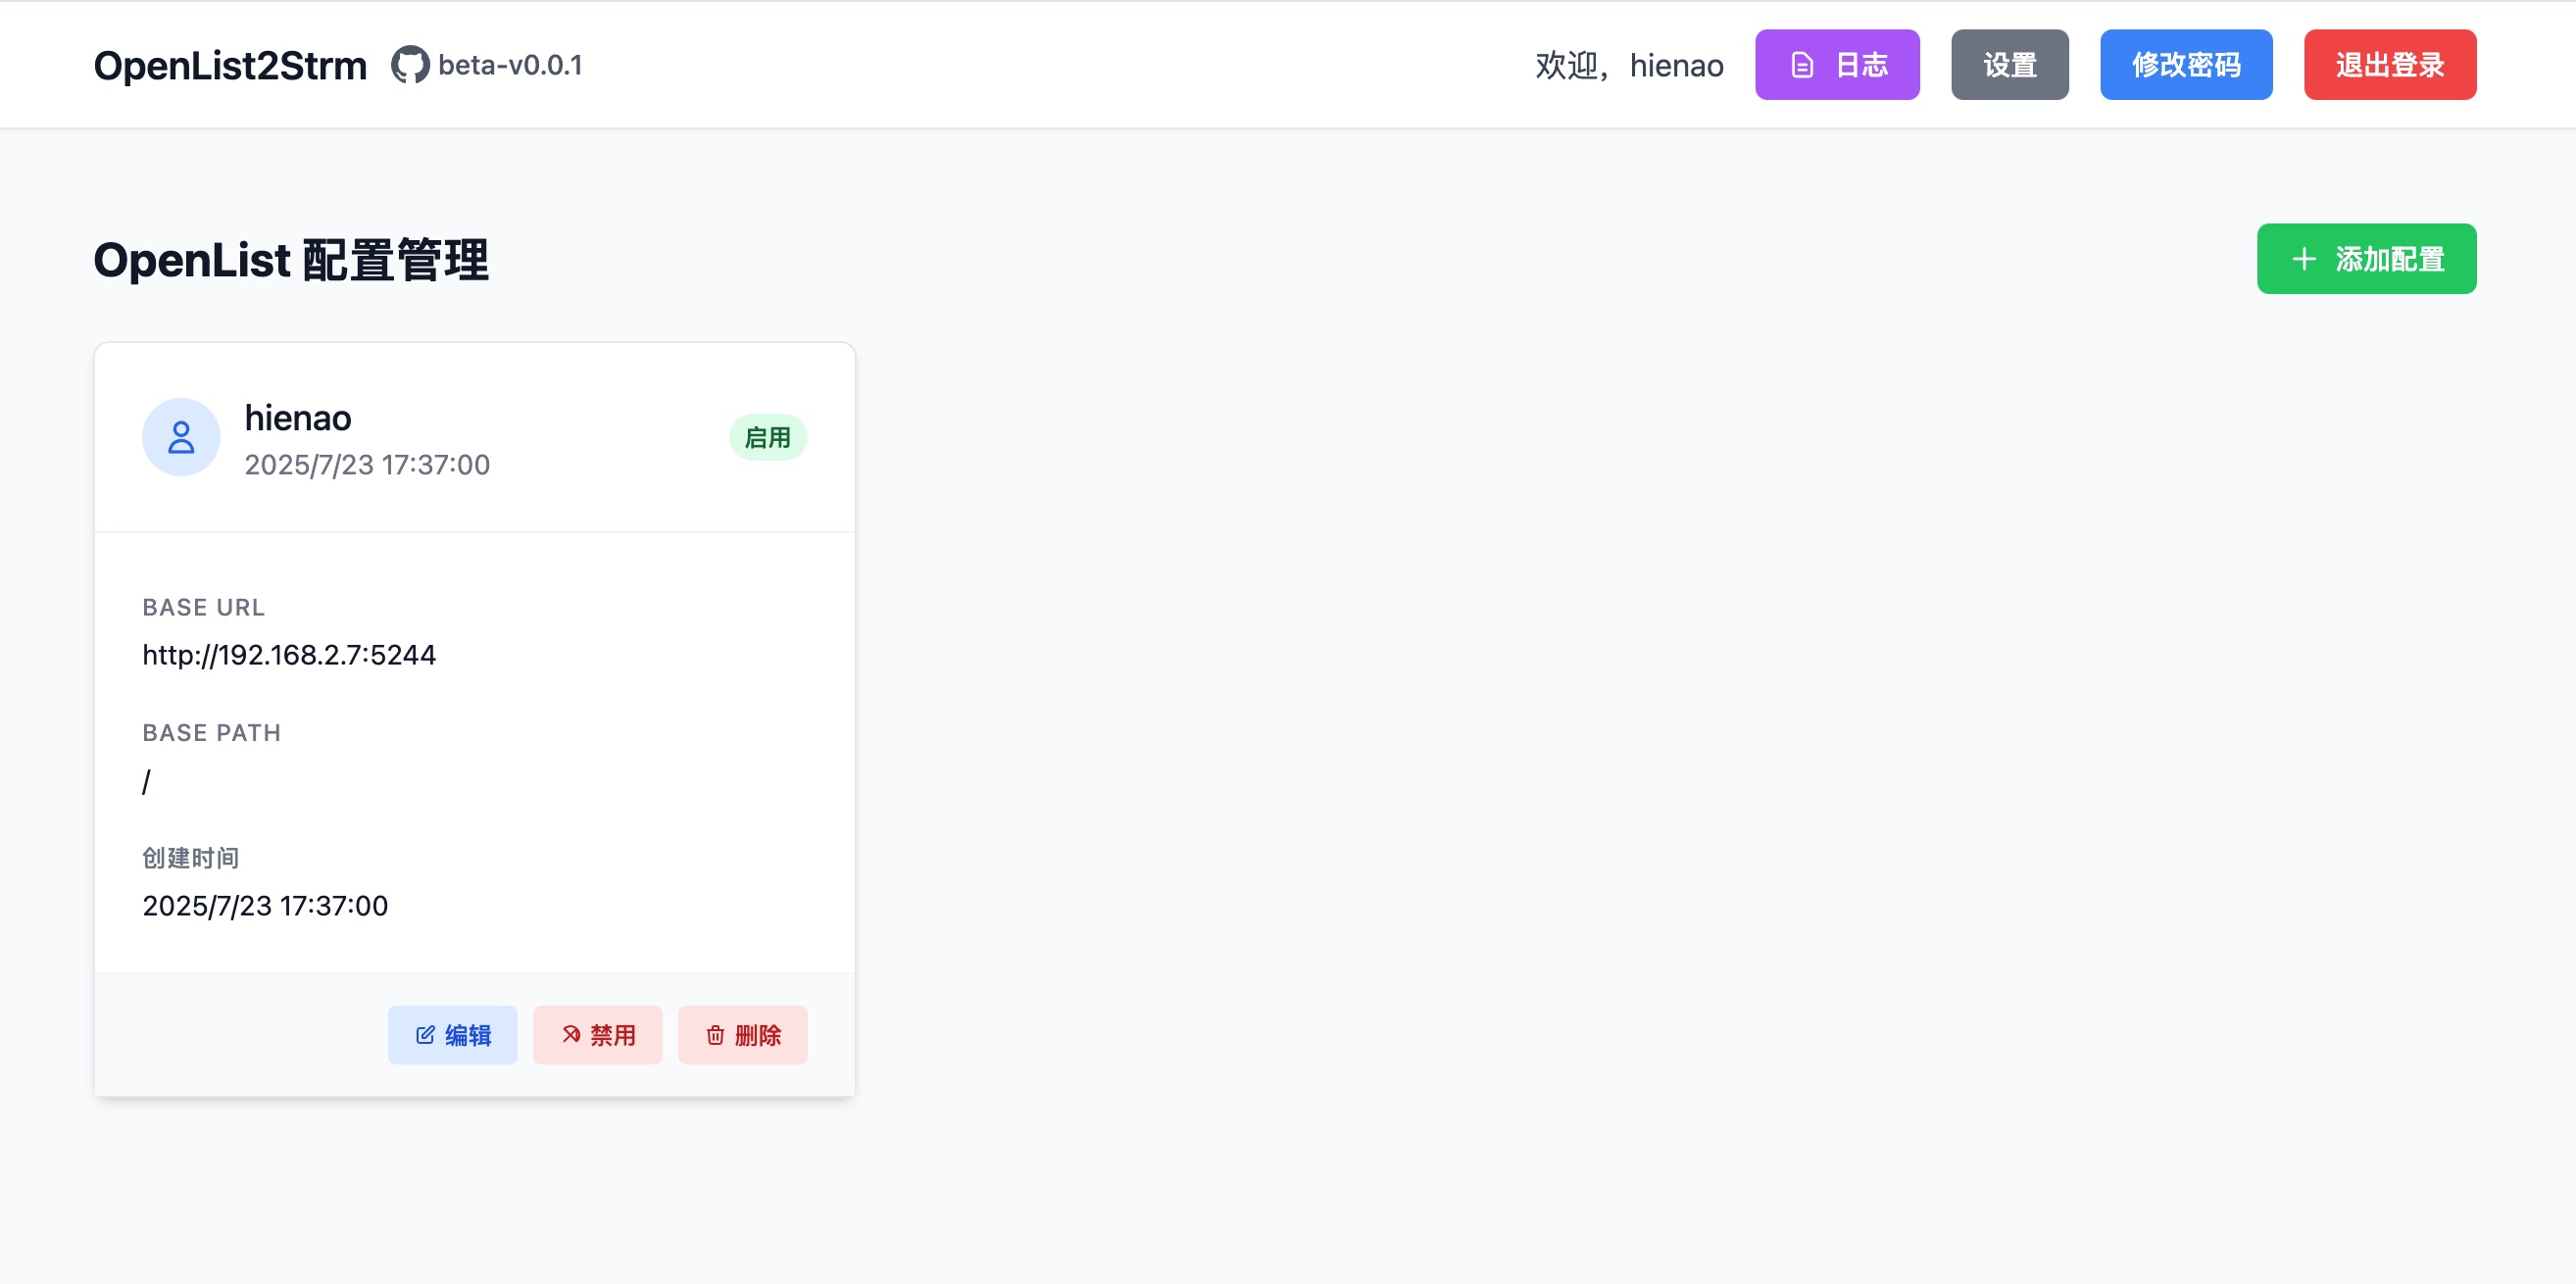 OpenList2Strm beta-v0.0.1 欢迎，hienao 日志 设置 修改密码 退出登录
OpenList 配置管理 添加配置
hienao
2025/7/23 17:37:00
启用
BASE URL
http://192.168.2.7:5244
BASE PATH
/
创建时间
2025/7/23 17:37:00
编辑 禁用 删除